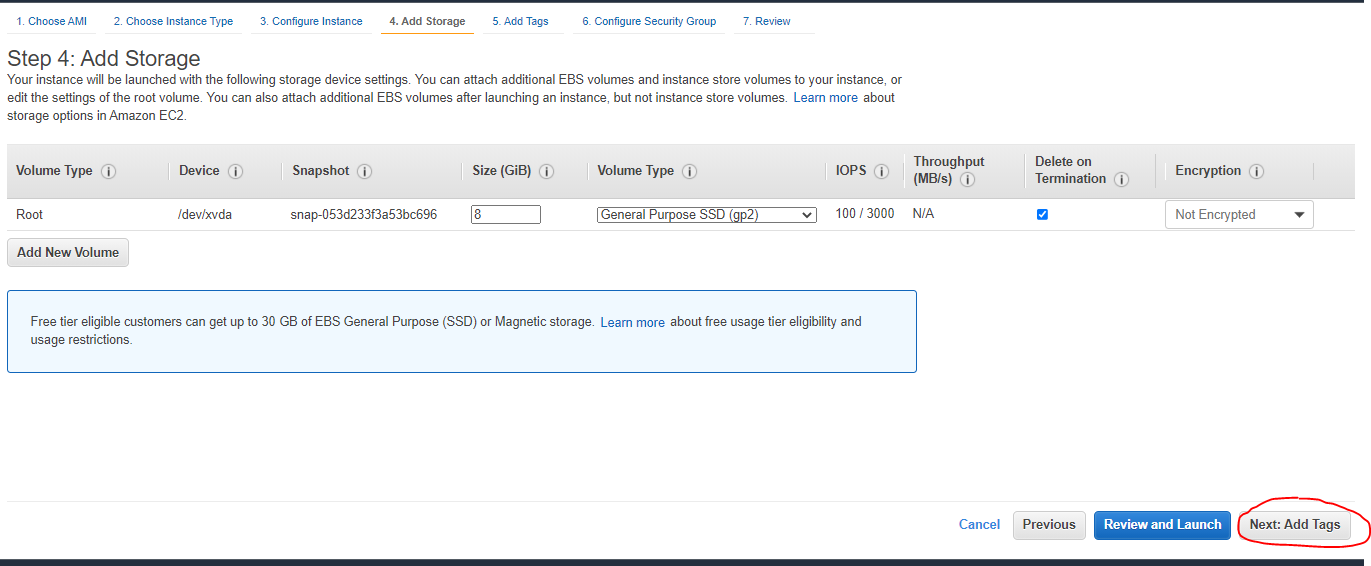 1. Choose AMI 2. Choose Instance Type 3. Configure Instance 4. Add Storage 5. Add Tags 6. Configure Security Group 7. Review
Step 4: Add Storage
Your instance will be launched with the following storage device settings. You can attach additional EBS volumes and instance store volumes to your instance, or
edit the settings of the root volume. You can also attach additional EBS volumes after launching an instance, but not instance store volumes. Learn more about
storage options in Amazon EC2.
Volume Type i Device i Snapshot i Size (GiB) i Volume Type i IOPS i Throughput (MB/s) i Delete on Termination i Encryption i
Root /dev/xvda snap-053d233f3a53bc696 8 General Purpose SSD (gp2) 100 / 3000 N/A Not Encrypted
Add New Volume
Free tier eligible customers can get up to 30 GB of EBS General Purpose (SSD) or Magnetic storage. Learn more about free usage tier eligibility and
usage restrictions.
Cancel Previous Review and Launch Next: Add Tags